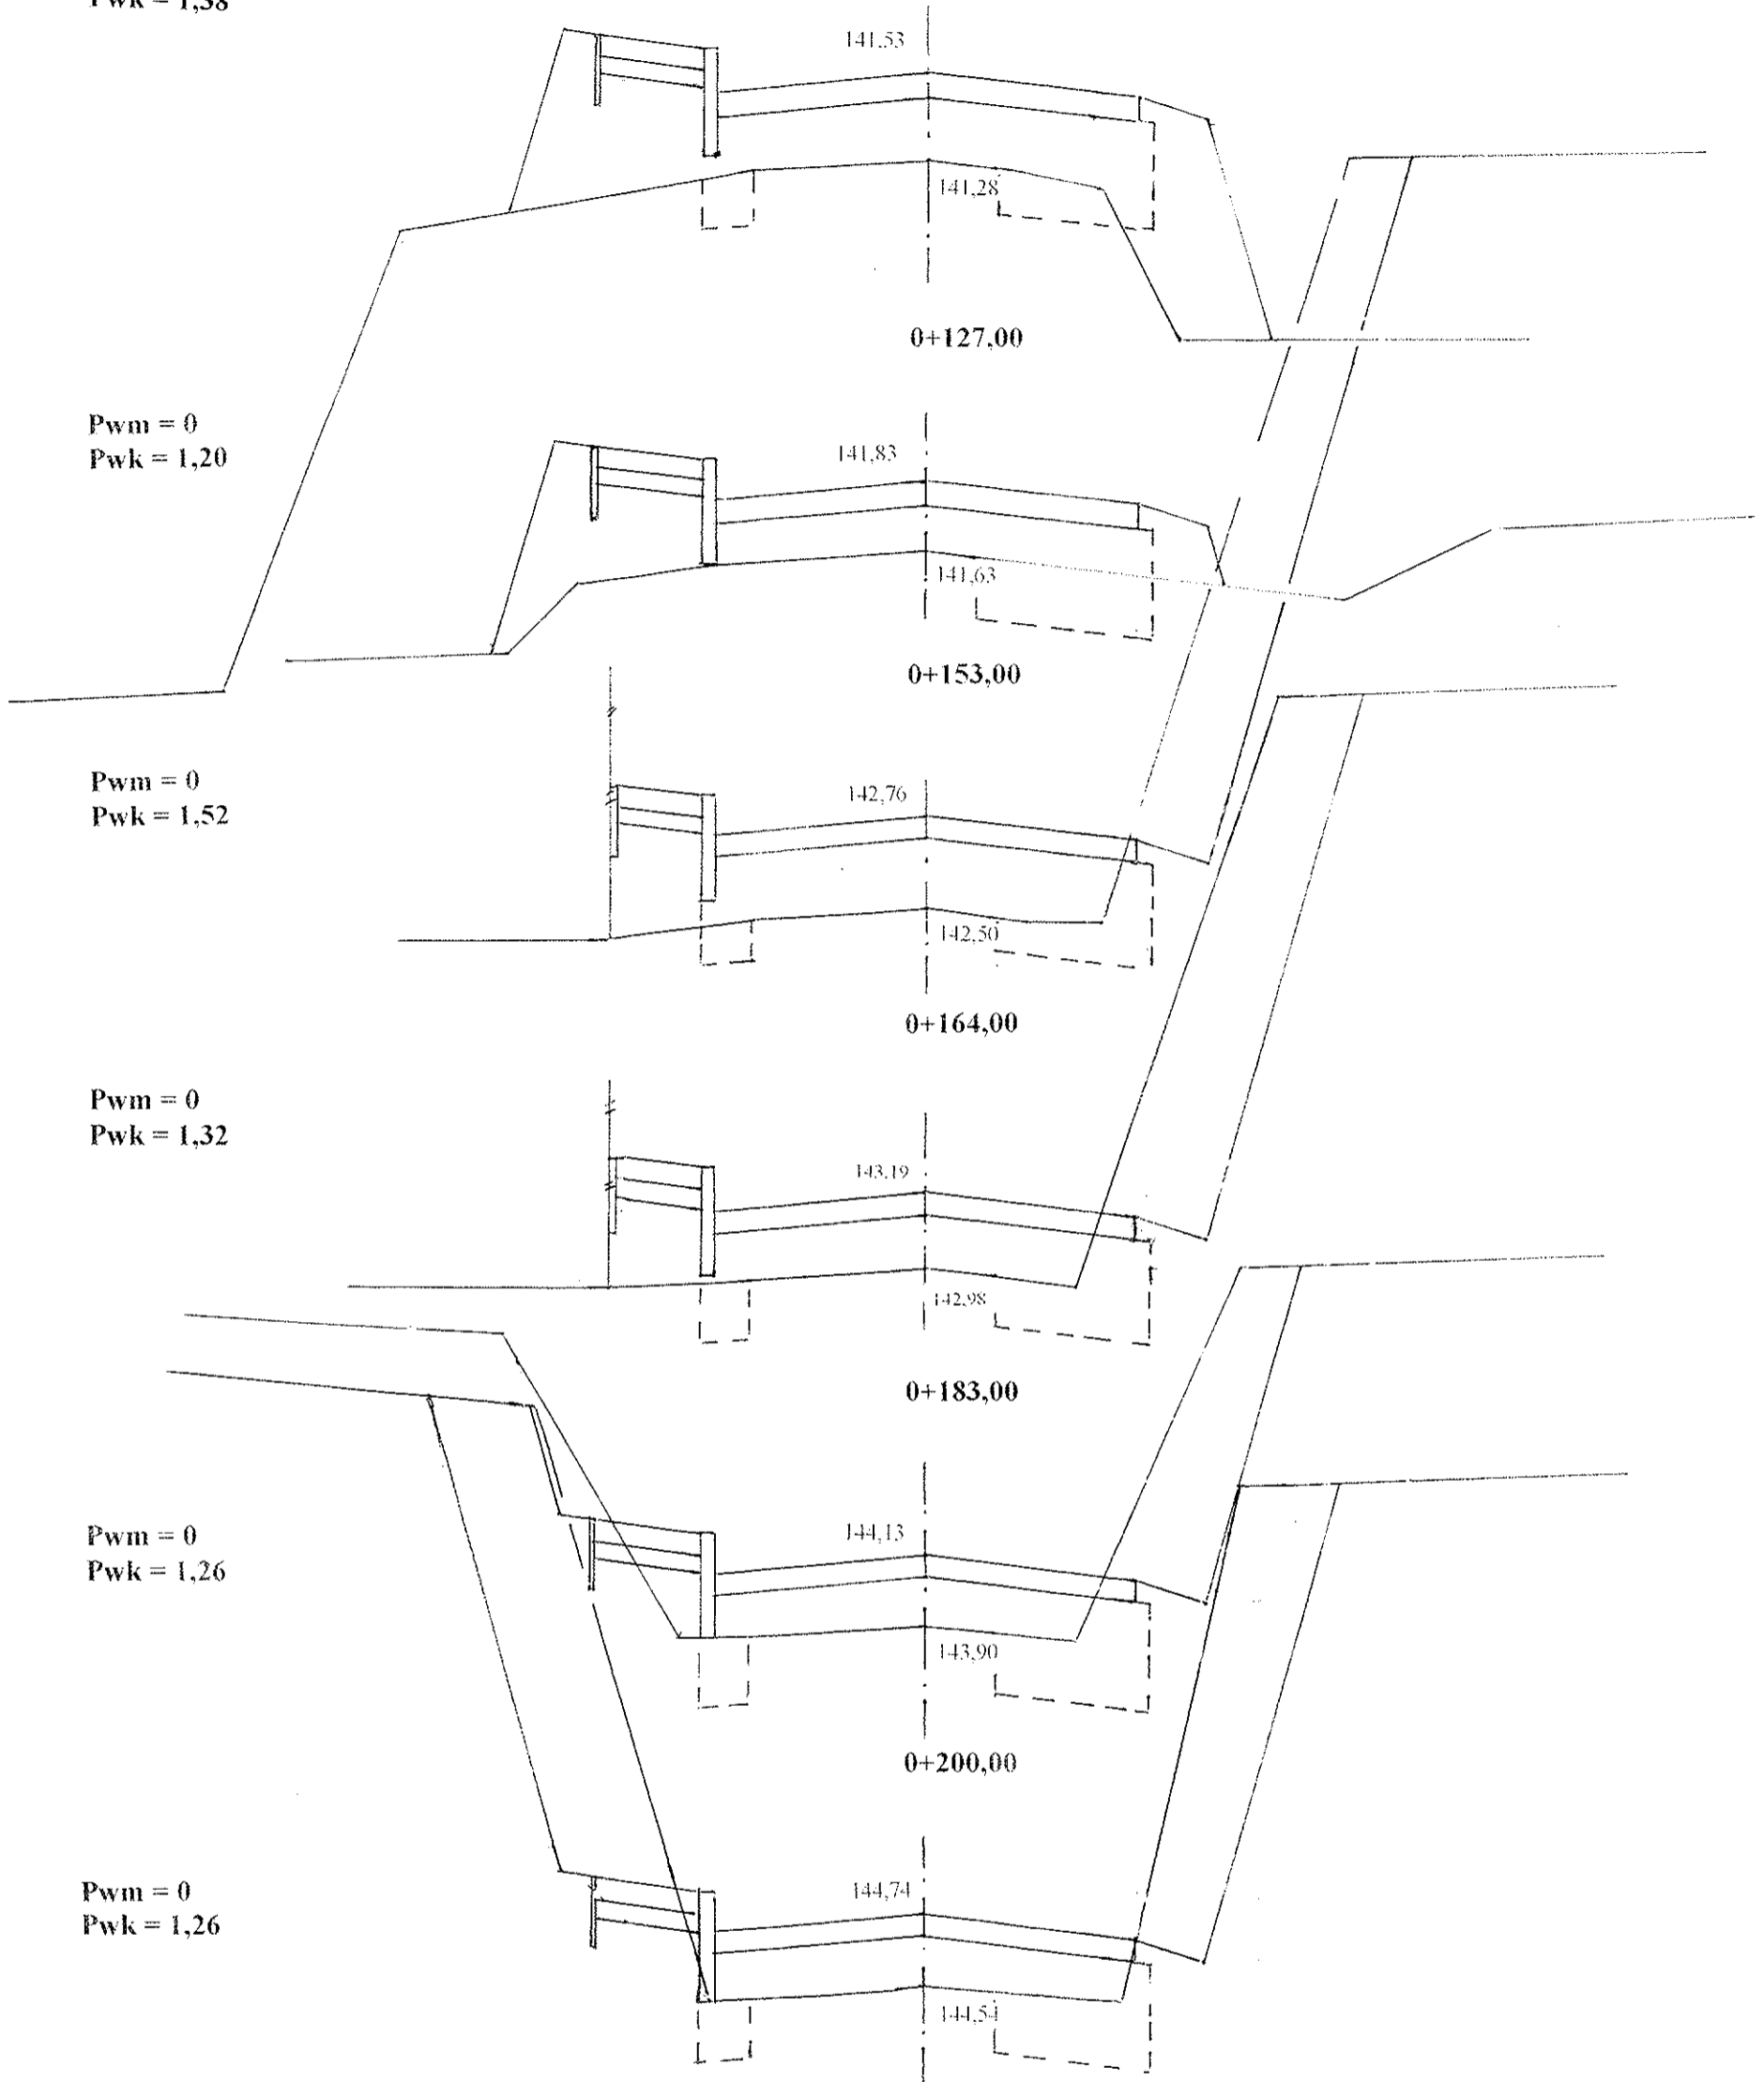 Pwk = 1,38
141.53
141,28
0+127,00
Pwm = 0
Pwk = 1,20
141,83
141,63
0+153,00
Pwm = 0
Pwk = 1,52
142,76
142,50
0+164,00
Pwm = 0
Pwk = 1,32
143,19
142,98
0+183,00
Pwm = 0
Pwk = 1,26
144,13
143,90
0+200,00
Pwm = 0
Pwk = 1,26
144,74
144,54